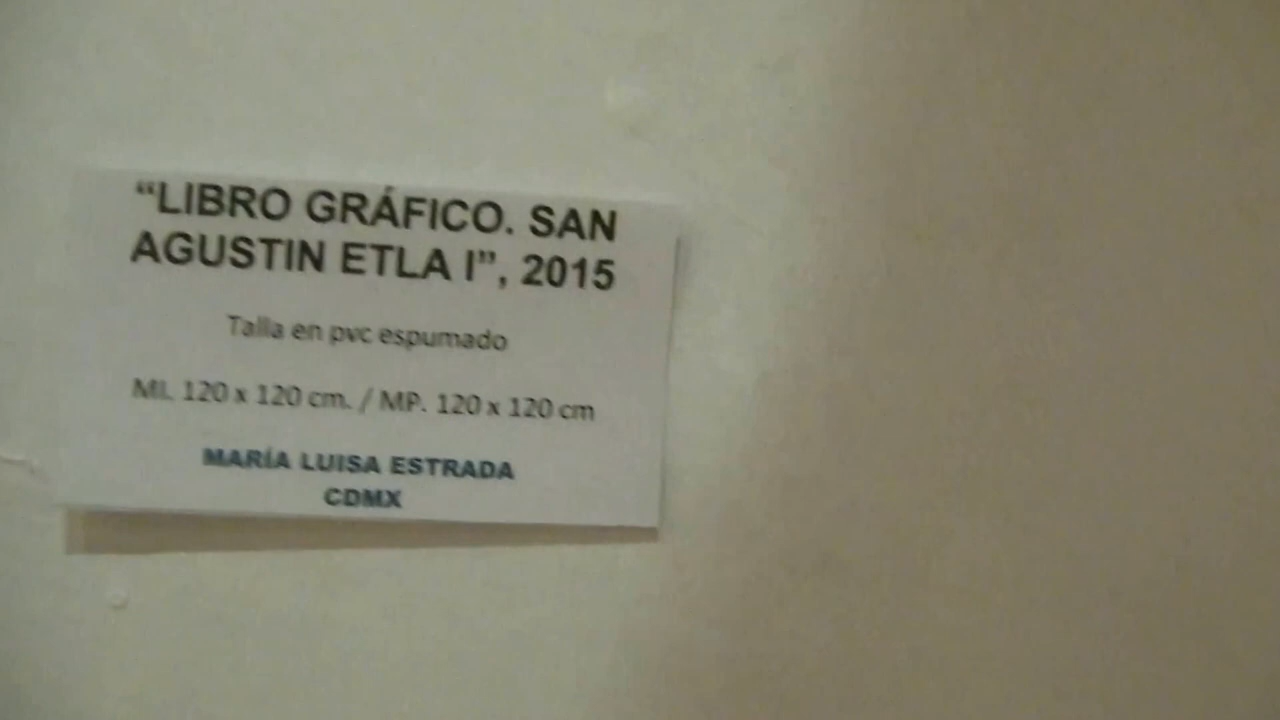 “LIBRO GRÁFICO. SAN
AGUSTIN ETLA I”, 2015
Talla en pvc espumado
MI. 120 x 120 cm. / MP. 120 x 120 cm
MARÍA LUISA ESTRADA
CDMX